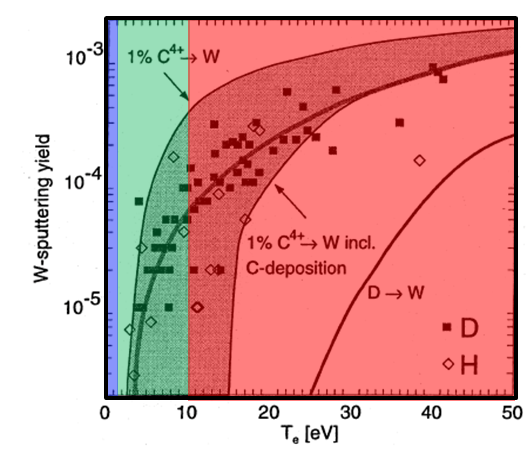 10⁻³
1% C⁴⁺→ W
W-sputtering yield
10⁻⁴
1% C⁴⁺→ W incl.
C-deposition
D → W
10⁻⁵
D
H
0 10 20 30 40 50
Tₑ [eV]